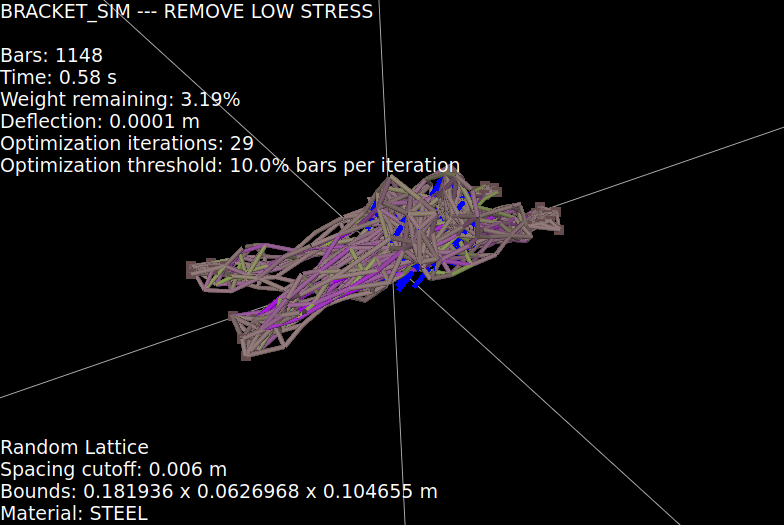 BRACKET_SIM --- REMOVE LOW STRESS
Bars: 1148
Time: 0.58 s
Weight remaining: 3.19%
Deflection: 0.0001 m
Optimization iterations: 29
Optimization threshold: 10.0% bars per iteration
Random Lattice
Spacing cutoff: 0.006 m
Bounds: 0.181936 x 0.0626968 x 0.104655 m
Material: STEEL